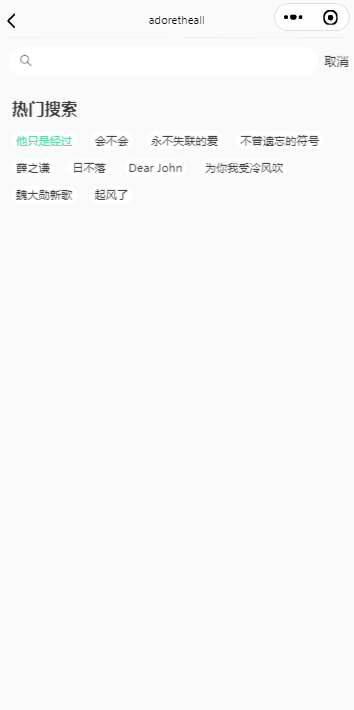 adoretheall
取消
热门搜索
他只是经过 会不会 永不失联的爱 不曾遗忘的符号
薛之谦 日不落 Dear John 为你我受冷风吹
魏大勋新歌 起风了